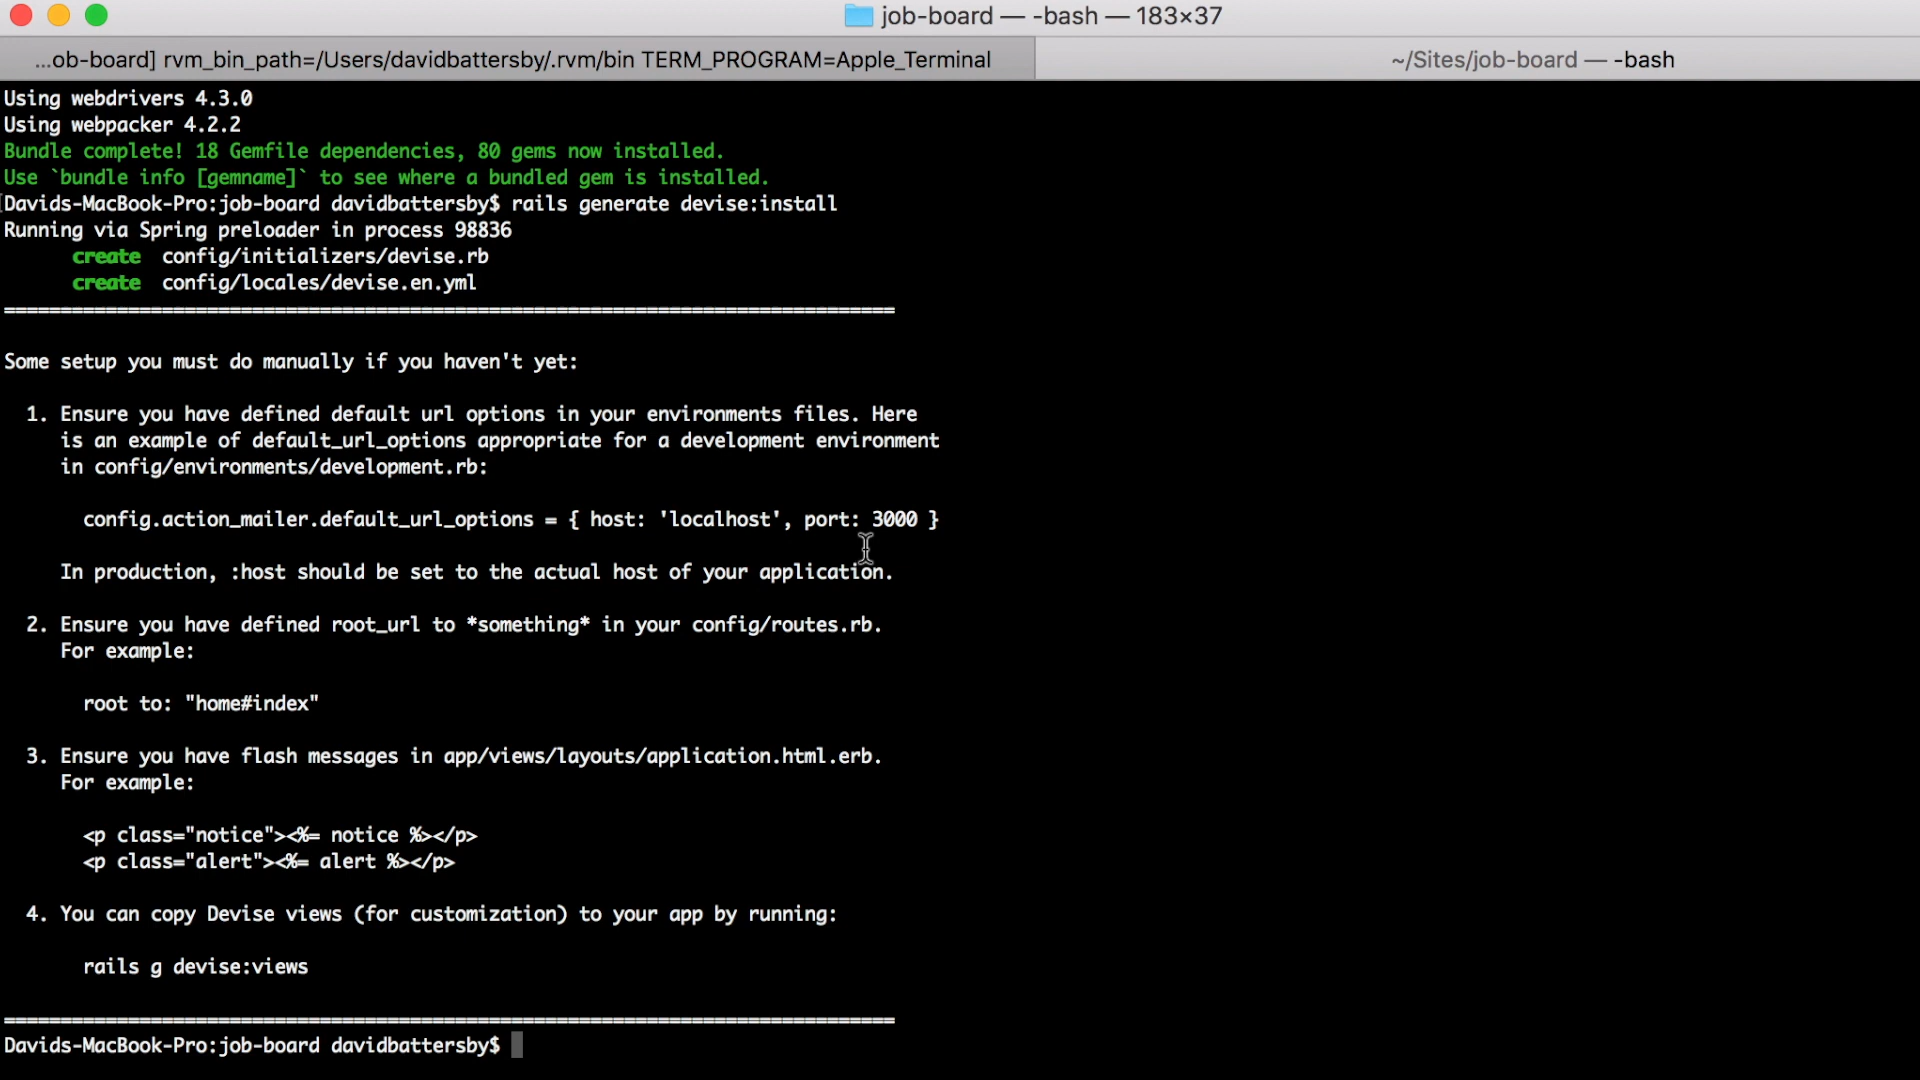 job-board — -bash — 183×37
...ob-board] rvm_bin_path=/Users/davidbattersby/.rvm/bin TERM_PROGRAM=Apple_Terminal
~/Sites/job-board — -bash
Using webdrivers 4.3.0
Using webpacker 4.2.2
Bundle complete! 18 Gemfile dependencies, 80 gems now installed.
Use `bundle info [gemname]` to see where a bundled gem is installed.
[Davids-MacBook-Pro:job-board davidbattersby$ rails generate devise:install
Running via Spring preloader in process 98836
create  config/initializers/devise.rb
create  config/locales/devise.en.yml
===============================================================================
Some setup you must do manually if you haven't yet:
1. Ensure you have defined default url options in your environments files. Here
is an example of default_url_options appropriate for a development environment
in config/environments/development.rb:
config.action_mailer.default_url_options = { host: 'localhost', port: 3000 }
In production, :host should be set to the actual host of your application.
2. Ensure you have defined root_url to *something* in your config/routes.rb.
For example:
root to: "home#index"
3. Ensure you have flash messages in app/views/layouts/application.html.erb.
For example:
<p class="notice"><%= notice %></p>
<p class="alert"><%= alert %></p>
4. You can copy Devise views (for customization) to your app by running:
rails g devise:views
===============================================================================
Davids-MacBook-Pro:job-board davidbattersby$